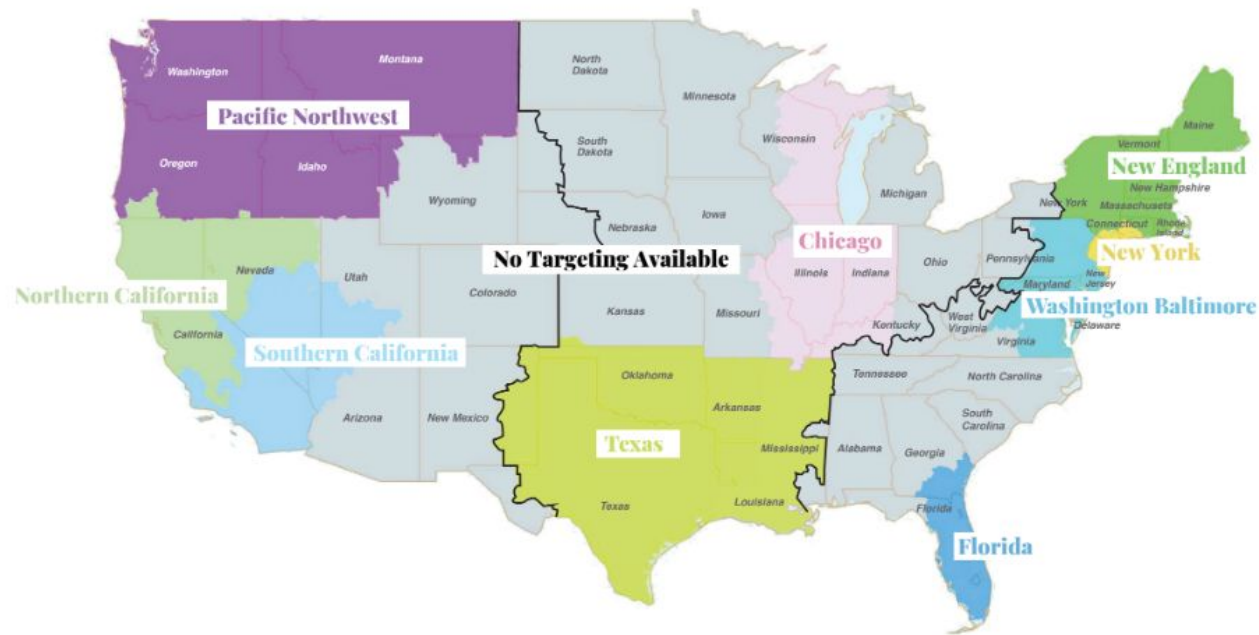 Washington
Montana
Pacific Northwest
Oregon
Idaho
North
Dakota
Minnesota
South
Dakota
Wisconsin
Michigan
Wyoming
Nebraska
Iowa
Maine
Vermont
New England
New Hampshire
New York
Massachusets
Connecticut
Rhode
Island
New York
Chicago
No Targeting Available
Nevada
Utah
Colorado
Northern California
California
Southern California
Kansas
Missouri
Illinois
Indiana
Ohio
Pennsylvania
New
Jersey
Maryland
Washington Baltimore
Delaware
West
Virginia
Virginia
Kentucky
Tennessee
North Carolina
South
Carolina
Arizona
New Mexico
Oklahoma
Arkansas
Texas
Mississippi
Alabama
Georgia
Texas
Louisiana
Florida
Florida